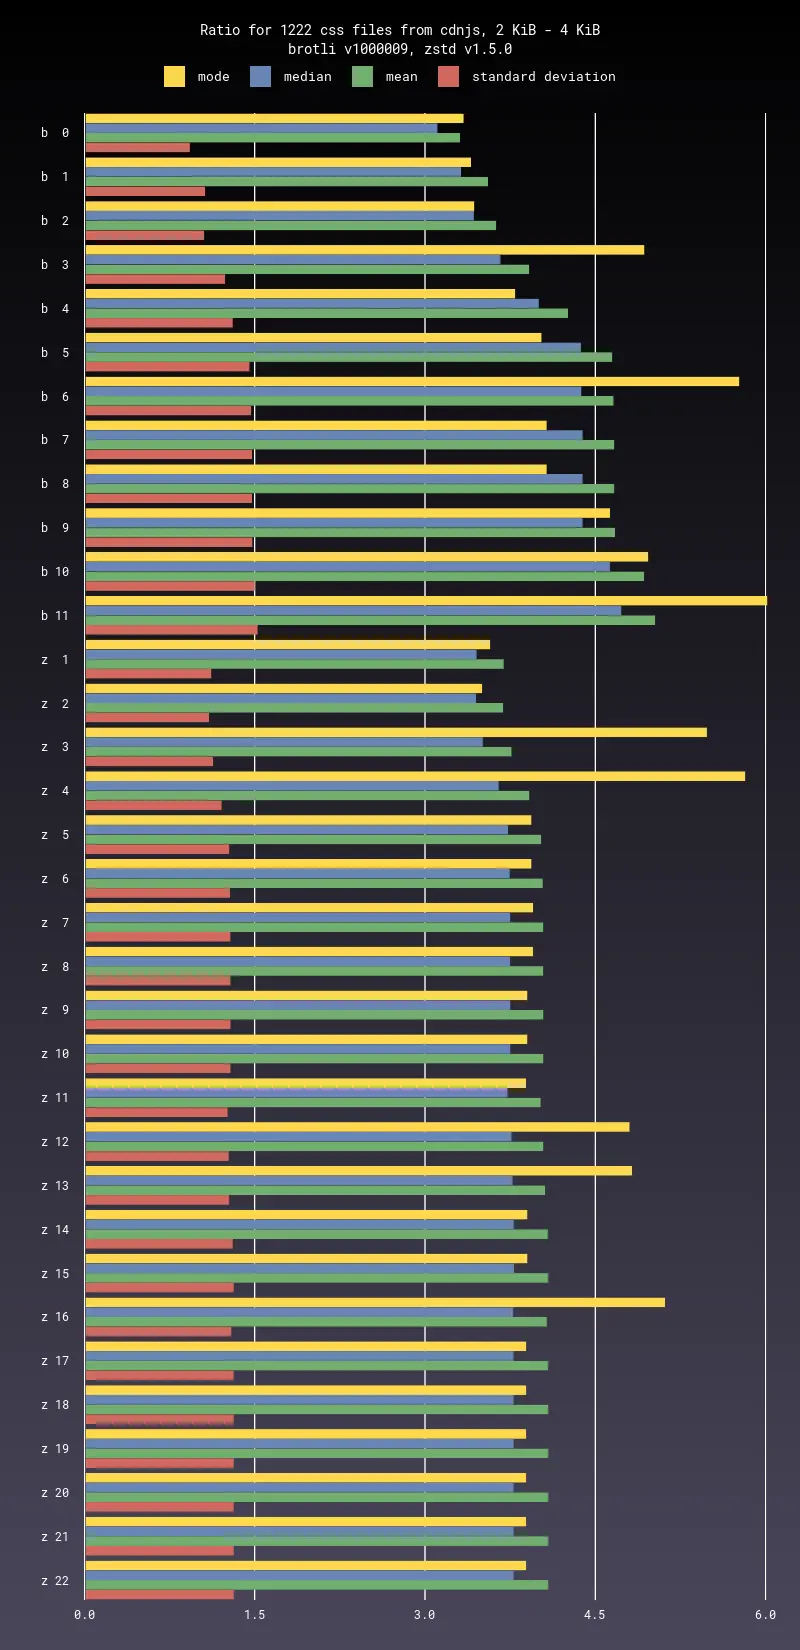 Ratio for 1222 css files from cdnjs, 2 KiB - 4 KiB
brotli v1000009, zstd v1.5.0
mode median mean standard deviation
b 0
b 1
b 2
b 3
b 4
b 5
b 6
b 7
b 8
b 9
b 10
b 11
z 1
z 2
z 3
z 4
z 5
z 6
z 7
z 8
z 9
z 10
z 11
z 12
z 13
z 14
z 15
z 16
z 17
z 18
z 19
z 20
z 21
z 22
0.0 1.5 3.0 4.5 6.0